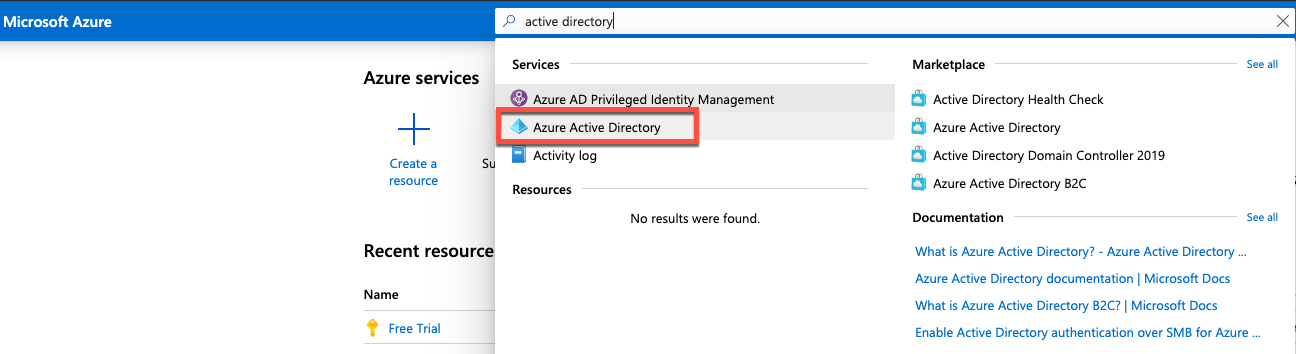 Microsoft Azure
active directory
Azure services
Create a
resource
Su
Recent resource
Name
Free Trial
Services
Azure AD Privileged Identity Management
Azure Active Directory
Activity log
Resources
No results were found.
Marketplace
See all
Active Directory Health Check
Azure Active Directory
Active Directory Domain Controller 2019
Azure Active Directory B2C
Documentation
See all
What is Azure Active Directory? - Azure Active Directory ...
Azure Active Directory documentation | Microsoft Docs
What is Azure Active Directory B2C? | Microsoft Docs
Enable Active Directory authentication over SMB for Azure ...